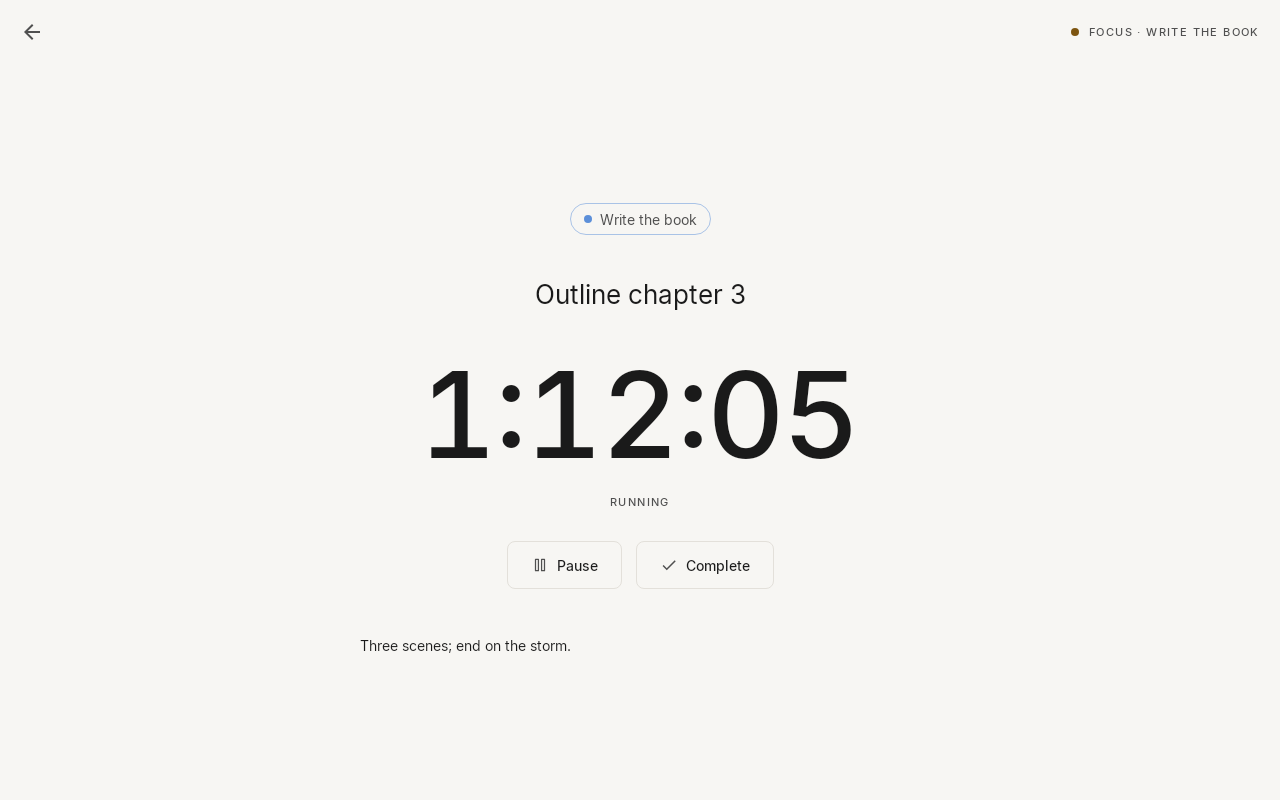 FOCUS · WRITE THE BOOK
Write the book
Outline chapter 3
1:12:05
RUNNING
Pause
Complete
Three scenes; end on the storm.